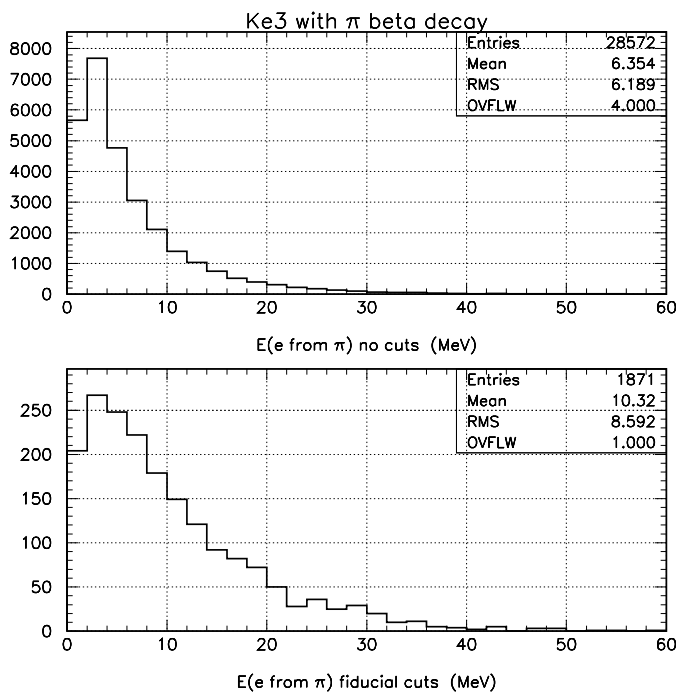 Ke3 with π beta decay
Entries 28572
Mean 6.354
RMS 6.189
OVFLW 4.000
8000
7000
6000
5000
4000
3000
2000
1000
0
0 10 20 30 40 50 60
E(e from π) no cuts (MeV)
Entries 1871
Mean 10.32
RMS 8.592
OVFLW 1.000
250
200
150
100
50
0
0 10 20 30 40 50 60
E(e from π) fiducial cuts (MeV)